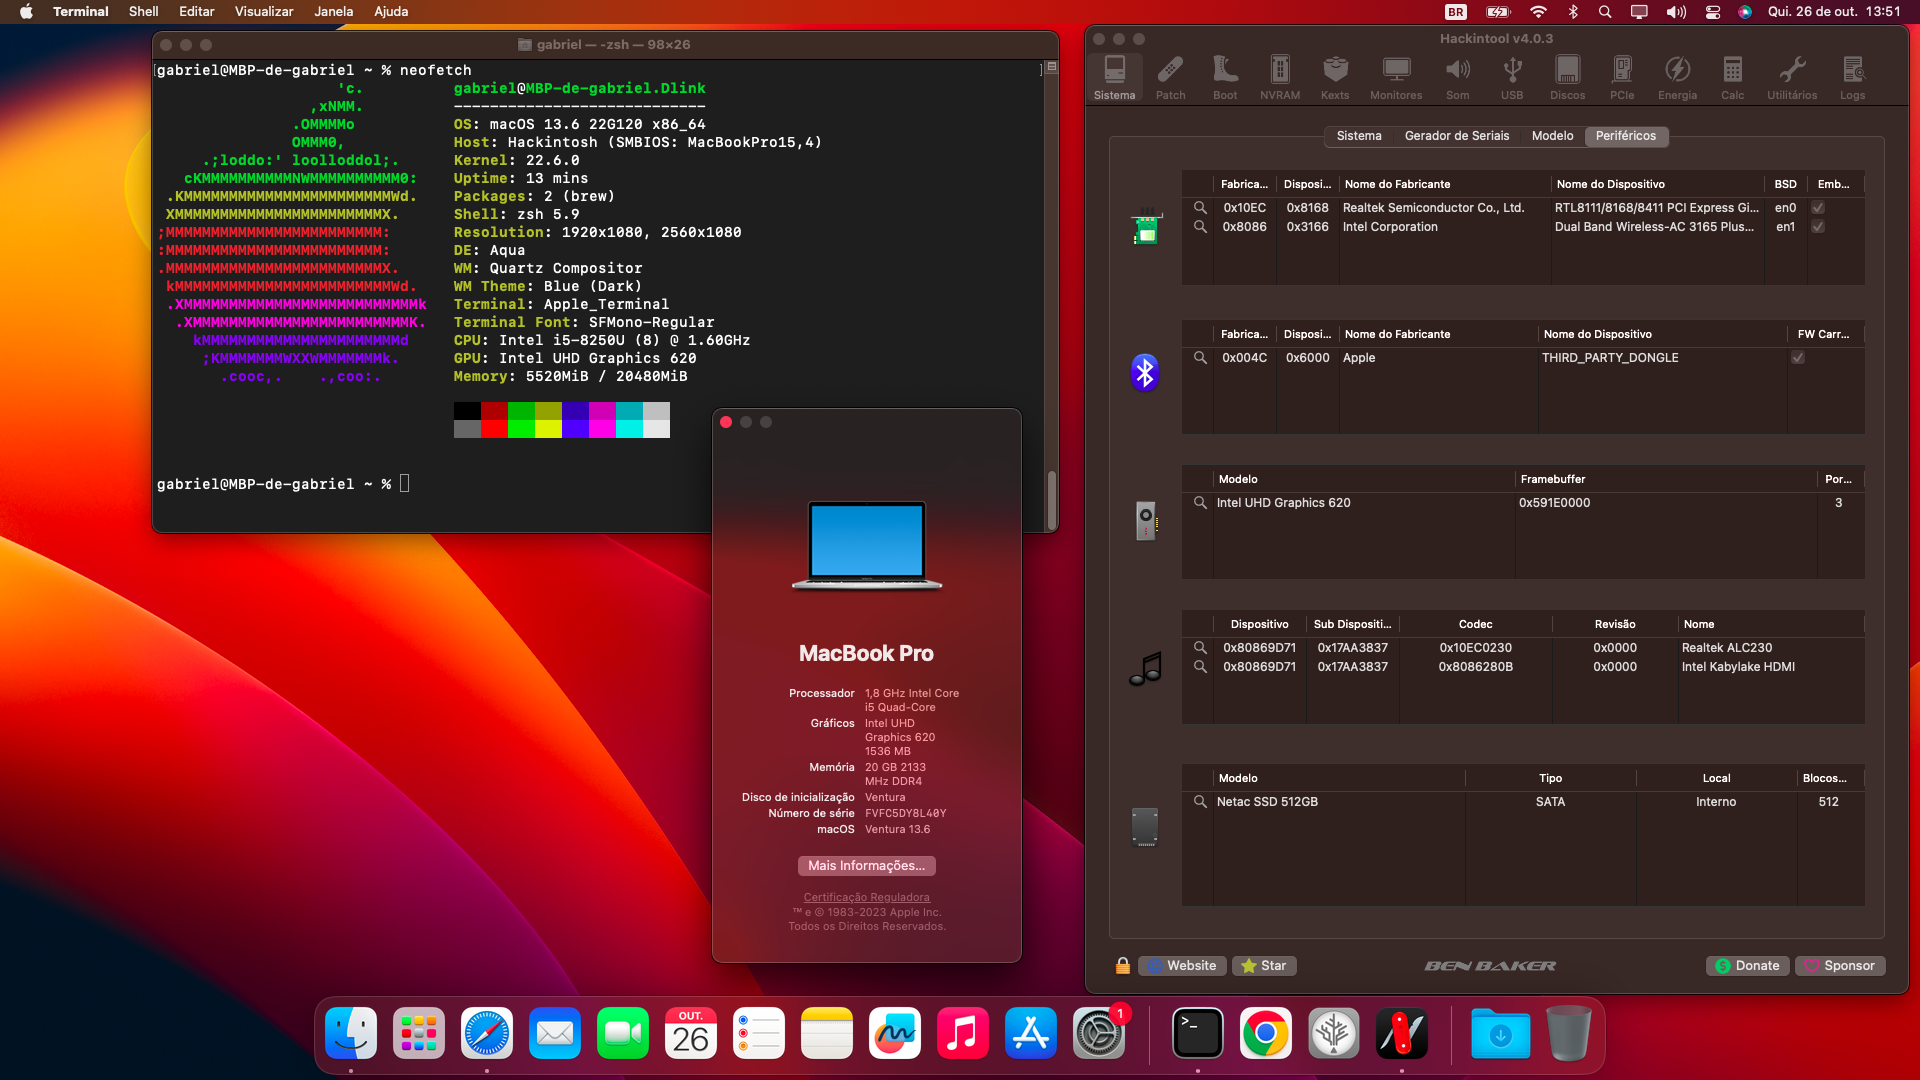 Terminal Shell Editar Visualizar Janela Ajuda
BR Qui. 26 de out. 13:51
gabriel — -zsh — 98×26
[gabriel@MBP-de-gabriel ~ % neofetch ]
'c. gabriel@MBP-de-gabriel.Dlink
,xNMM. ----------------------------
.OMMMMo OS: macOS 13.6 22G120 x86_64
OMMM0, Host: Hackintosh (SMBIOS: MacBookPro15,4)
.;loddo:' loolloddol;. Kernel: 22.6.0
cKMMMMMMMMMMNWMMMMMMMMMM0: Uptime: 13 mins
.KMMMMMMMMMMMMMMMMMMMMMMMWd. Packages: 2 (brew)
XMMMMMMMMMMMMMMMMMMMMMMMX. Shell: zsh 5.9
;MMMMMMMMMMMMMMMMMMMMMMMM: Resolution: 1920x1080, 2560x1080
:MMMMMMMMMMMMMMMMMMMMMMMM: DE: Aqua
.MMMMMMMMMMMMMMMMMMMMMMMMX. WM: Quartz Compositor
kMMMMMMMMMMMMMMMMMMMMMMMMWd. WM Theme: Blue (Dark)
.XMMMMMMMMMMMMMMMMMMMMMMMMMMk Terminal: Apple_Terminal
.XMMMMMMMMMMMMMMMMMMMMMMMMK. Terminal Font: SFMono-Regular
kMMMMMMMMMMMMMMMMMMMMMMd CPU: Intel i5-8250U (8) @ 1.60GHz
;KMMMMMMMWXXWMMMMMMMk. GPU: Intel UHD Graphics 620
.cooc,. .,coo:. Memory: 5520MiB / 20480MiB
gabriel@MBP-de-gabriel ~ %
MacBook Pro
Processador 1,8 GHz Intel Core
i5 Quad-Core
Gráficos Intel UHD
Graphics 620
1536 MB
Memória 20 GB 2133
MHz DDR4
Disco de inicialização Ventura
Número de série FVFC5DY8L40Y
macOS Ventura 13.6
Mais Informações...
Certificação Reguladora
™ e © 1983-2023 Apple Inc.
Todos os Direitos Reservados.
Hackintool v4.0.3
Sistema Patch Boot NVRAM Kexts Monitores Som USB Discos PCIe Energia Calc Utilitários Logs
Sistema Gerador de Seriais Modelo Periféricos
Fabrica... Disposi... Nome do Fabricante Nome do Dispositivo BSD Emb...
0x10EC 0x8168 Realtek Semiconductor Co., Ltd. RTL8111/8168/8411 PCI Express Gi... en0
0x8086 0x3166 Intel Corporation Dual Band Wireless-AC 3165 Plus... en1
Fabrica... Disposi... Nome do Fabricante Nome do Dispositivo FW Carr...
0x004C 0x6000 Apple THIRD_PARTY_DONGLE
Modelo Framebuffer Por...
Intel UHD Graphics 620 0x591E0000 3
Dispositivo Sub Dispositi... Codec Revisão Nome
0x80869D71 0x17AA3837 0x10EC0230 0x0000 Realtek ALC230
0x80869D71 0x17AA3837 0x8086280B 0x0000 Intel Kabylake HDMI
Modelo Tipo Local Blocos...
Netac SSD 512GB SATA Interno 512
Website Star BEN BAKER Donate Sponsor
OUT.
26
1
>_